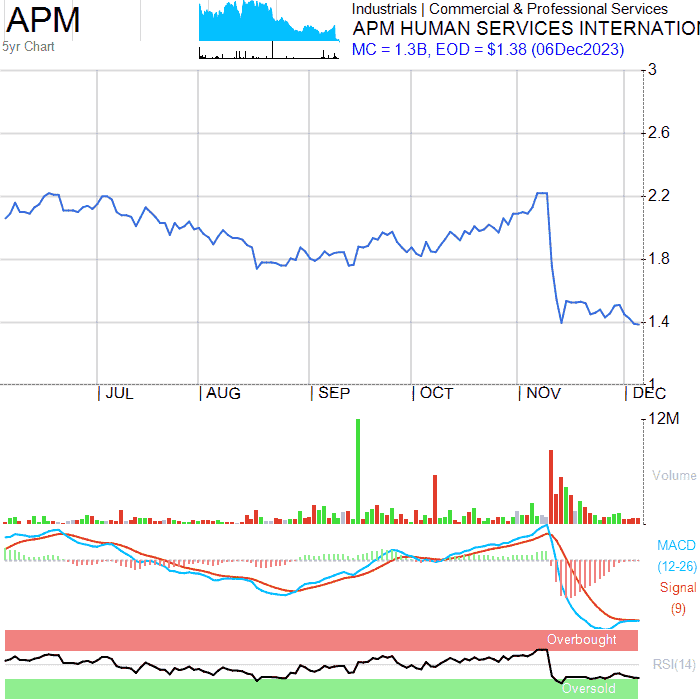 APM
5yr Chart
Industrials | Commercial & Professional Services
APM HUMAN SERVICES INTERNATION
MC = 1.3B, EOD = $1.38 (06Dec2023)
3
2.6
2.2
1.8
1.4
1
JUL
AUG
SEP
OCT
NOV
DEC
12M
Volume
MACD
(12-26)
Signal
(9)
Overbought
RSI(14)
Oversold